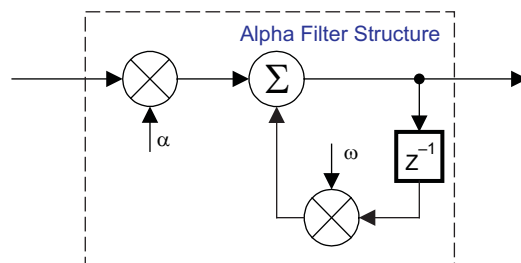 Alpha Filter Structure
Σ
α
ω
Z⁻¹